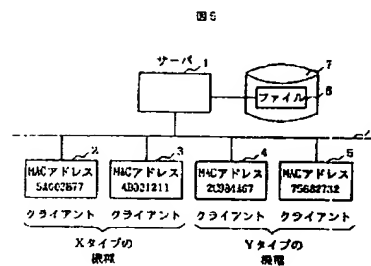 図5
サーバ 1
7
ファイル 6
2 3 4 5
MACアドレス MACアドレス MACアドレス MACアドレス
クライアント クライアント クライアント クライアント
Xタイプの Yタイプの
機種 機種